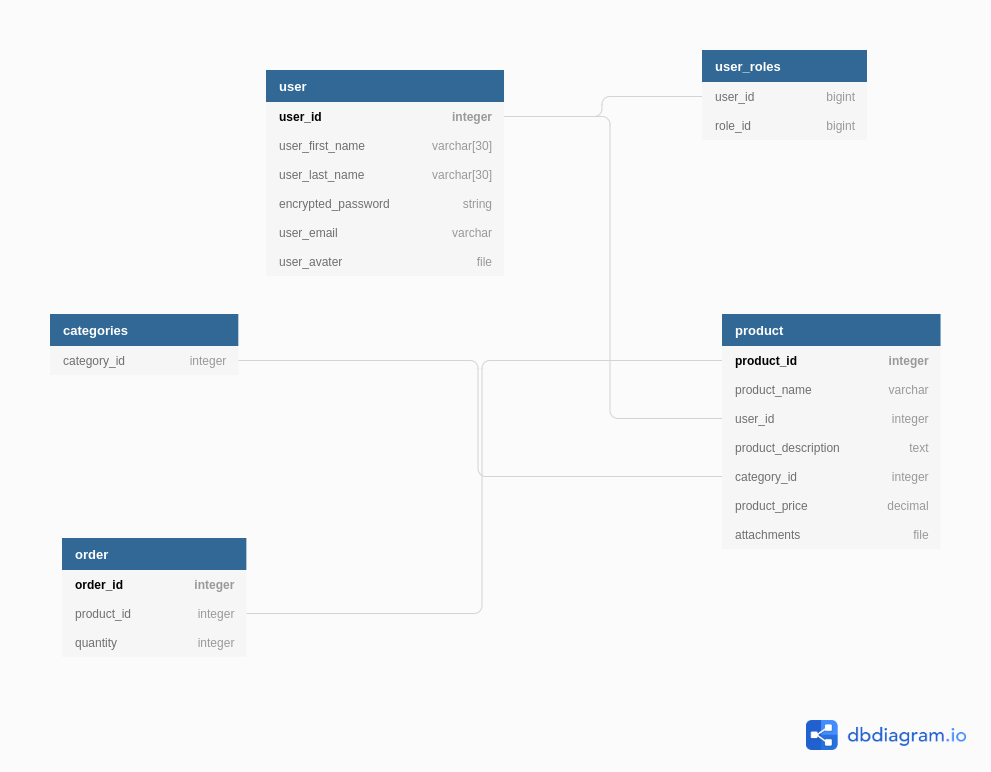 user
user_id integer
user_first_name varchar[30]
user_last_name varchar[30]
encrypted_password string
user_email varchar
user_avater file
user_roles
user_id bigint
role_id bigint
categories
category_id integer
product
product_id integer
product_name varchar
user_id integer
product_description text
category_id integer
product_price decimal
attachments file
order
order_id integer
product_id integer
quantity integer
dbdiagram.io